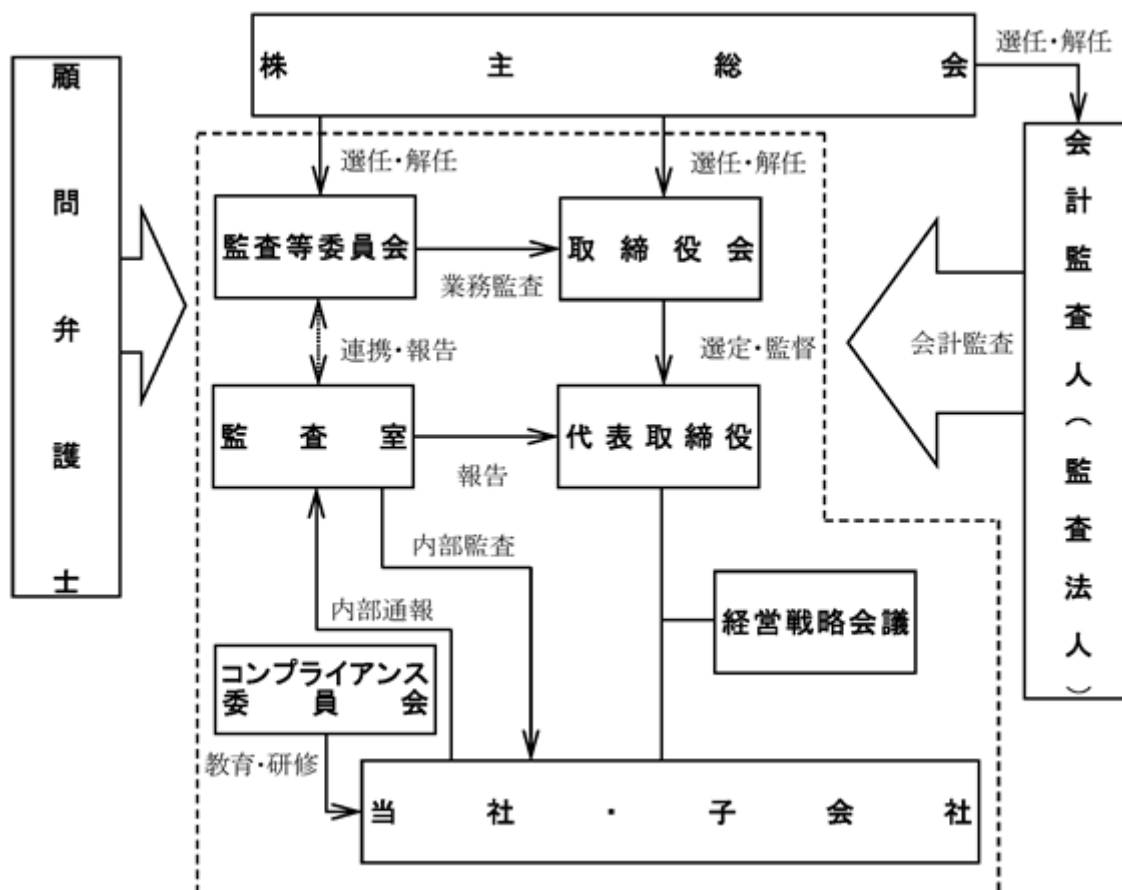 株主総会
選任・解任
顧問弁護士
会計監査人(監査法人)
選任・解任
選任・解任
監査等委員会
取締役会
業務監査
会計監査
連携・報告
選定・監督
監査室
代表取締役
報告
内部監査
内部通報
経営戦略会議
コンプライアンス
委員会
教育・研修
当社・子会社